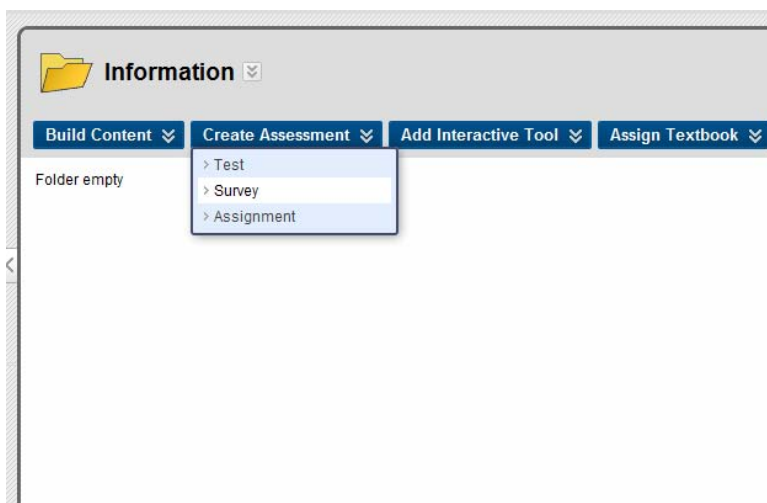 Information
Build Content Create Assessment Add Interactive Tool Assign Textbook
Folder empty
> Test
> Survey
> Assignment